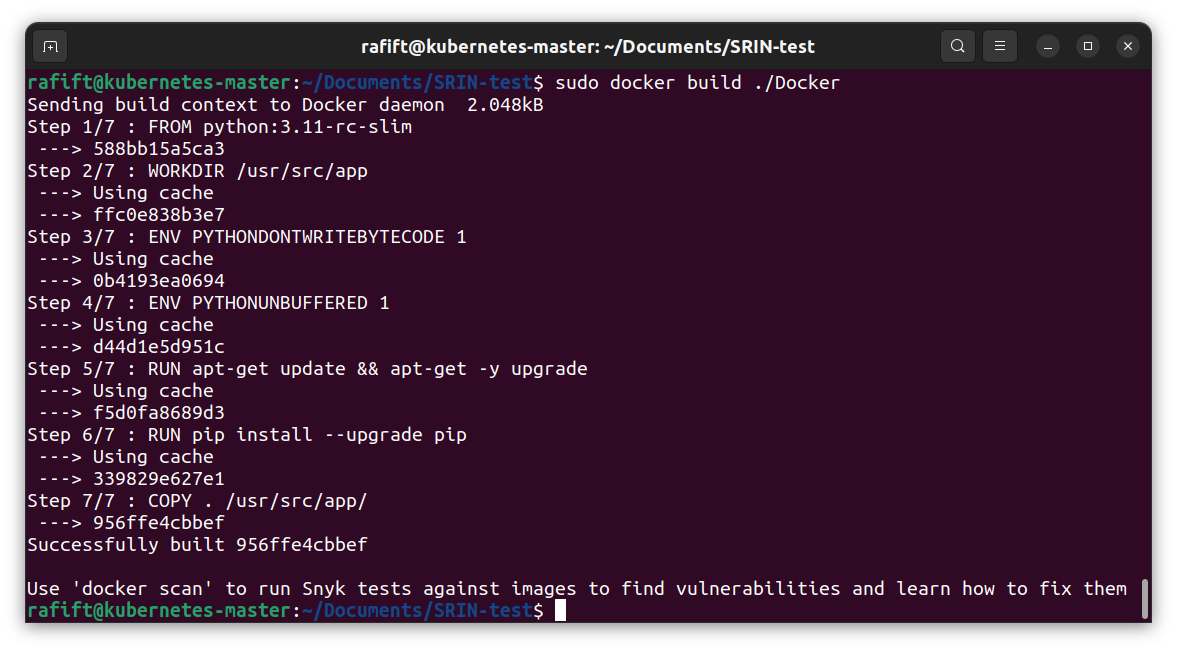 rafift@kubernetes-master: ~/Documents/SRIN-test
rafift@kubernetes-master:~/Documents/SRIN-test$ sudo docker build ./Docker
Sending build context to Docker daemon  2.048kB
Step 1/7 : FROM python:3.11-rc-slim
 ---> 588bb15a5ca3
Step 2/7 : WORKDIR /usr/src/app
 ---> Using cache
 ---> ffc0e838b3e7
Step 3/7 : ENV PYTHONDONTWRITEBYTECODE 1
 ---> Using cache
 ---> 0b4193ea0694
Step 4/7 : ENV PYTHONUNBUFFERED 1
 ---> Using cache
 ---> d44d1e5d951c
Step 5/7 : RUN apt-get update && apt-get -y upgrade
 ---> Using cache
 ---> f5d0fa8689d3
Step 6/7 : RUN pip install --upgrade pip
 ---> Using cache
 ---> 339829e627e1
Step 7/7 : COPY . /usr/src/app/
 ---> 956ffe4cbbef
Successfully built 956ffe4cbbef

Use 'docker scan' to run Snyk tests against images to find vulnerabilities and learn how to fix them
rafift@kubernetes-master:~/Documents/SRIN-test$